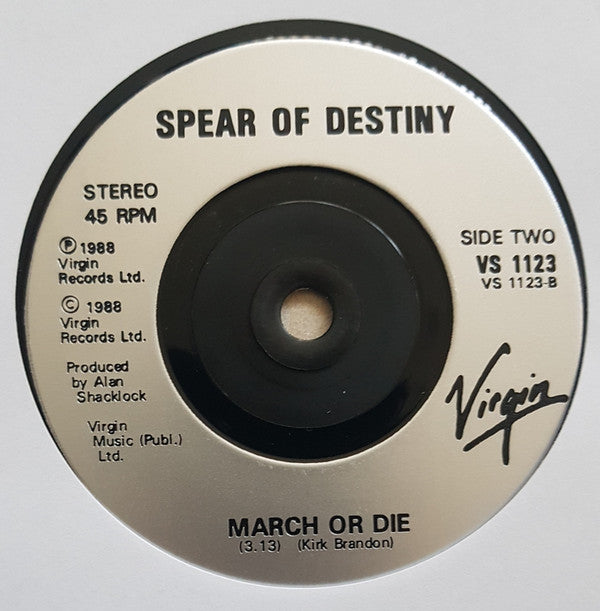 SPEAR OF DESTINY
STEREO
45 RPM
Ⓟ 1988
Virgin
Records Ltd.
© 1988
Virgin
Records Ltd.
Produced
by Alan
Shacklock
Virgin
Music (Publ.)
Ltd.
SIDE TWO
VS 1123
VS 1123-B
Virgin
MARCH OR DIE
(3.13) (Kirk Brandon)